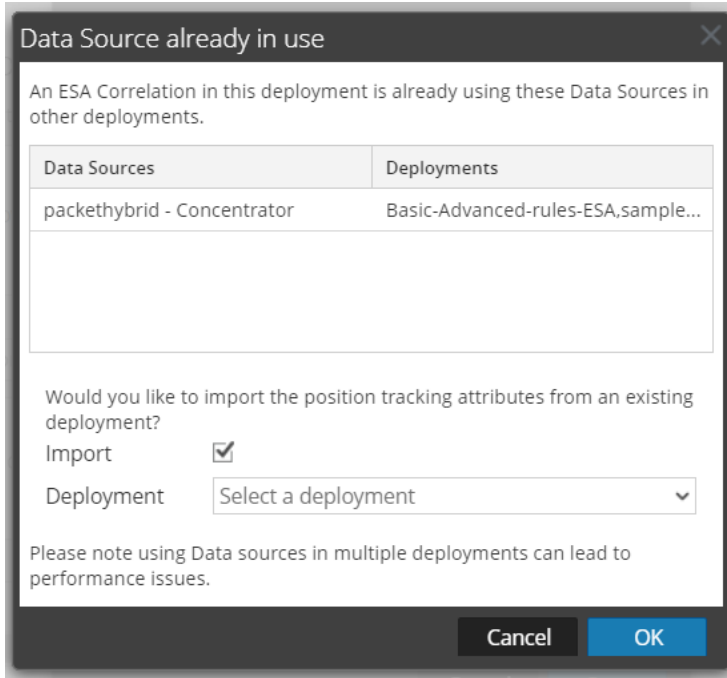 Data Source already in use
An ESA Correlation in this deployment is already using these Data Sources in
other deployments.
Data Sources Deployments
packethybrid - Concentrator Basic-Advanced-rules-ESA,sample...
Would you like to import the position tracking attributes from an existing
deployment?
Import
Deployment Select a deployment
Please note using Data sources in multiple deployments can lead to
performance issues.
Cancel OK